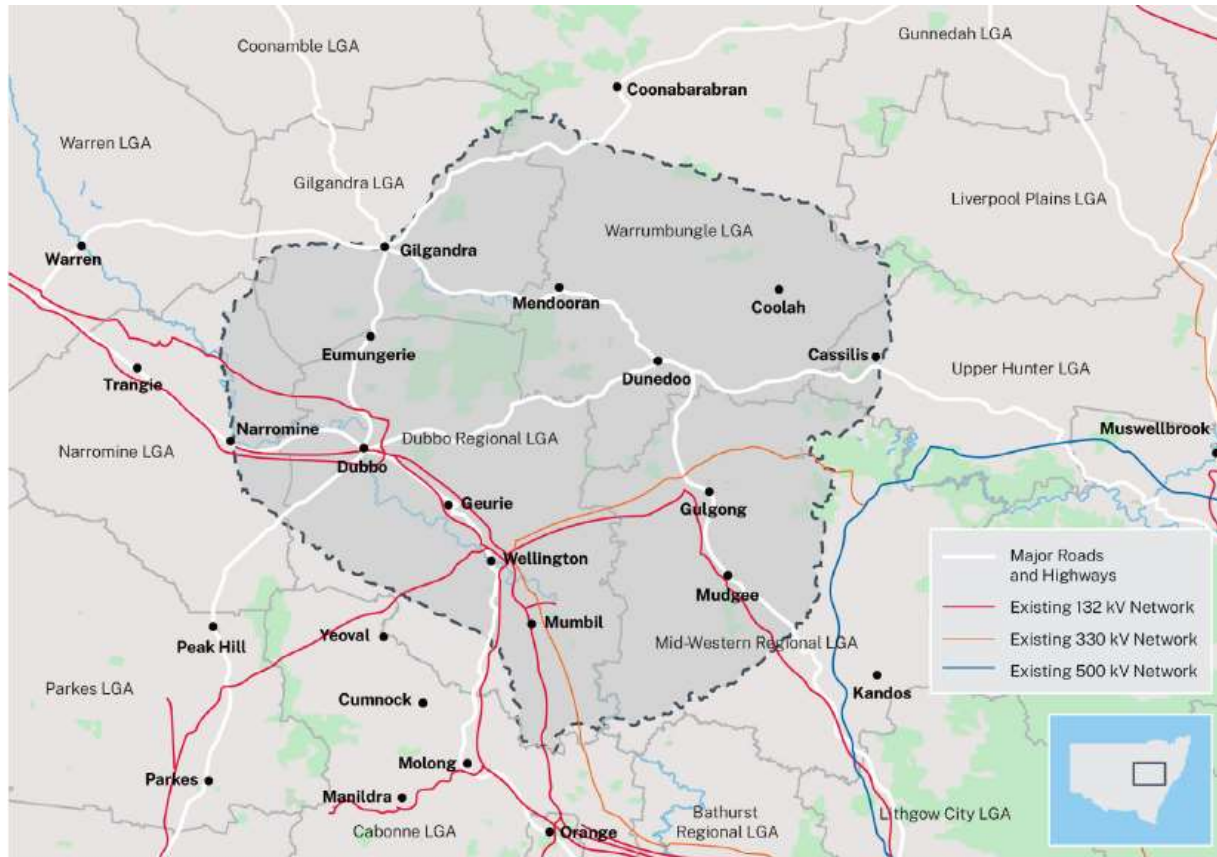 Coonamble LGA
Gunnedah LGA
Coonabarabran
Warren LGA
Gilgandra LGA
Liverpool Plains LGA
Warrumbungle LGA
Warren
Gilgandra
Mendooran
Coolah
Eumungerie
Cassilis
Trangie
Dunedoo
Upper Hunter LGA
Narromine
Dubbo Regional LGA
Muswellbrook
Narromine LGA
Dubbo
Geurie
Gulgong
Wellington
Mudgee
Mumbil
Yeoval
Peak Hill
Mid-Western Regional LGA
Parkes LGA
Cumnock
Kandos
Molong
Parkes
Manildra
Cabonne LGA
Orange
Bathurst
Regional LGA
Lithgow City LGA
Major Roads
and Highways
Existing 132 kV Network
Existing 330 kV Network
Existing 500 kV Network